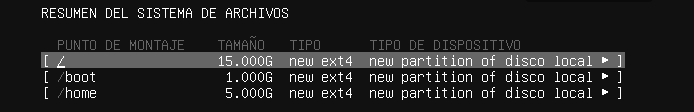 RESUMEN DEL SISTEMA DE ARCHIVOS
PUNTO DE MONTAJE TAMAÑO TIPO TIPO DE DISPOSITIVO
[ / 15.000G new ext4 new partition of disco local ▸ ]
[ /boot 1.000G new ext4 new partition of disco local ▸ ]
[ /home 5.000G new ext4 new partition of disco local ▸ ]